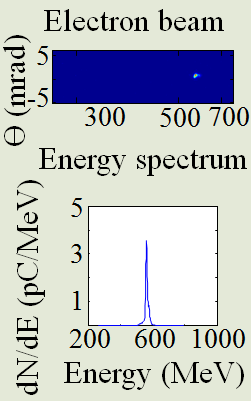 Electron beam
5
Θ (mrad)
-5
300 500 700
Energy spectrum
5
3
1
dN/dE (pC/MeV)
200 600 1000
Energy (MeV)